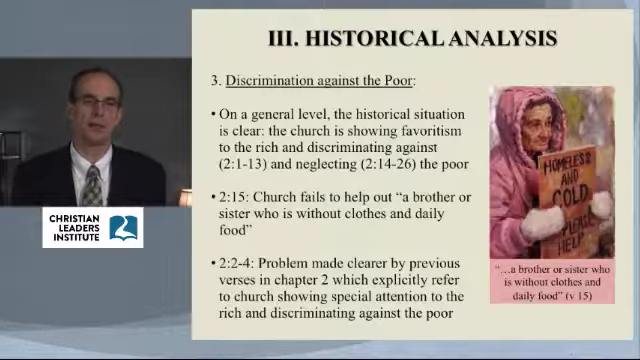 III. HISTORICAL ANALYSIS
3. Discrimination against the Poor:
• On a general level, the historical situation
is clear: the church is showing favoritism
to the rich and discriminating against
(2:1-13) and neglecting (2:14-26) the poor
• 2:15: Church fails to help out “a brother or
sister who is without clothes and daily
food”
• 2:2-4: Problem made clearer by previous
verses in chapter 2 which explicitly refer
to church showing special attention to the
rich and discriminating against the poor
HOMELESS
AND
COLD
PLEASE
HELP
“…a brother or sister who
is without clothes and
daily food” (v 15)
CHRISTIAN
LEADERS
INSTITUTE